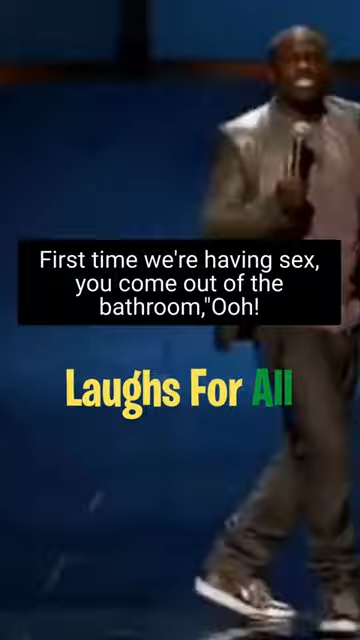 First time we're having sex,
you come out of the
bathroom,"Ooh!
Laughs For All